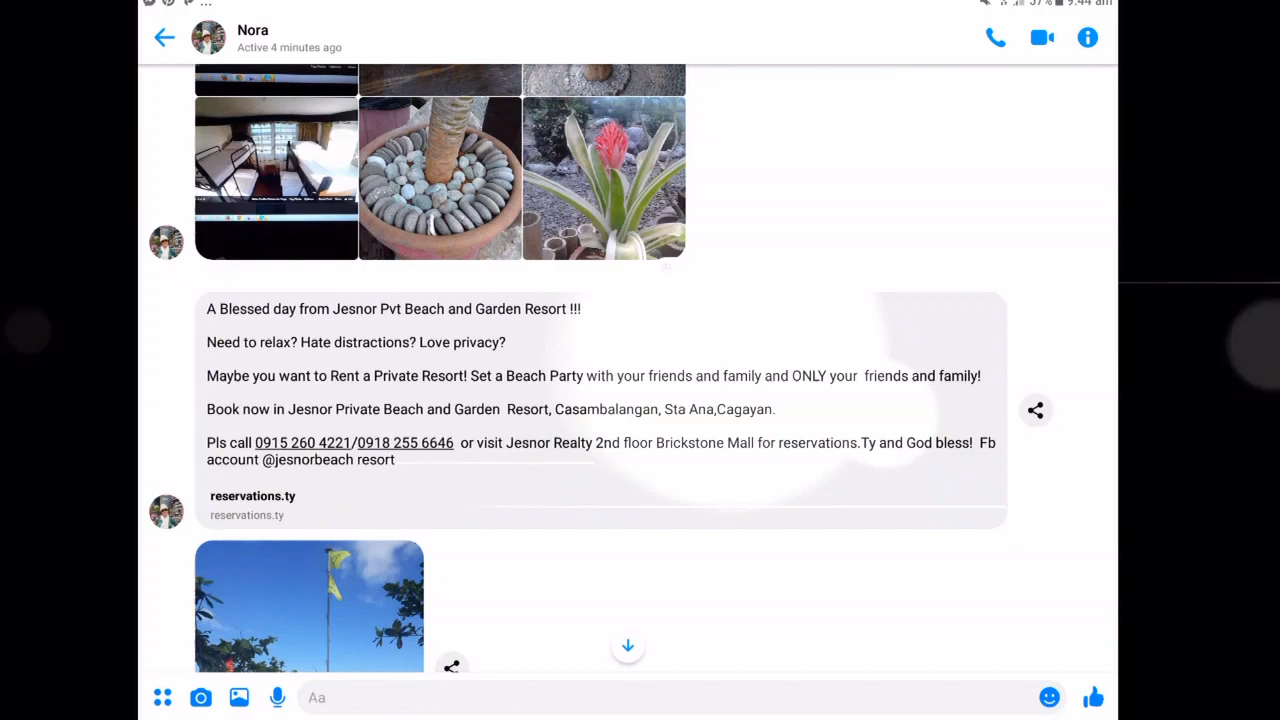 57% 9:44 am
Nora
Active 4 minutes ago
A Blessed day from Jesnor Pvt Beach and Garden Resort !!!
Need to relax? Hate distractions? Love privacy?
Maybe you want to Rent a Private Resort! Set a Beach Party with your friends and family and ONLY your friends and family!
Book now in Jesnor Private Beach and Garden Resort, Casambalangan, Sta Ana,Cagayan.
Pls call 0915 260 4221/0918 255 6646 or visit Jesnor Realty 2nd floor Brickstone Mall for reservations.Ty and God bless! Fb
account @jesnorbeach resort
reservations.ty
reservations.ty
Aa